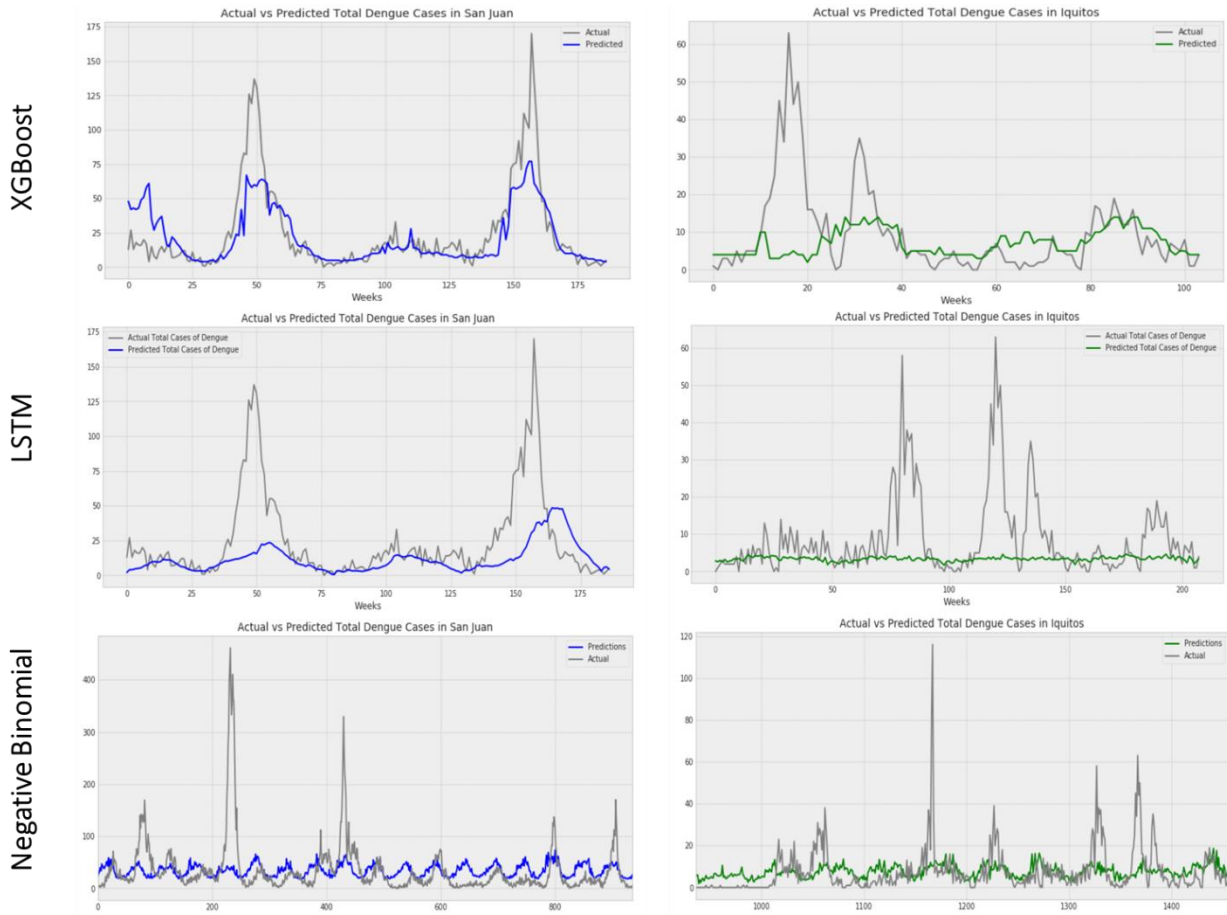 XGBoost
Actual vs Predicted Total Dengue Cases in San Juan
Actual
Predicted
175
150
125
100
75
50
25
0
0 25 50 75 100 125 150 175
Weeks
Actual vs Predicted Total Dengue Cases in Iquitos
Actual
Predicted
60
50
40
30
20
10
0
0 20 40 60 80 100
Weeks
LSTM
Actual vs Predicted Total Dengue Cases in San Juan
Actual Total Cases of Dengue
Predicted Total Cases of Dengue
175
150
125
100
75
50
25
0
0 25 50 75 100 125 150 175
Weeks
Actual vs Predicted Total Dengue Cases in Iquitos
Actual Total Cases of Dengue
Predicted Total Cases of Dengue
60
50
40
30
20
10
0
0 50 100 150 200
Weeks
Negative Binomial
Actual vs Predicted Total Dengue Cases in San Juan
Predictions
Actual
400
300
200
100
0
0 200 400 600 800
Actual vs Predicted Total Dengue Cases in Iquitos
Predictions
Actual
120
100
80
60
40
20
0
1000 1100 1200 1300 1400